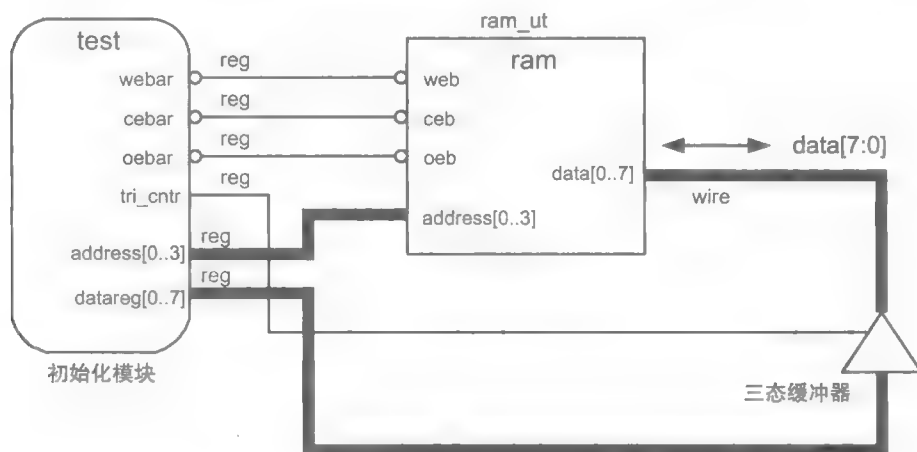 ram_ut
test
ram
webar
reg
web
cebar
reg
ceb
oebar
reg
oeb
tri_cntr
reg
data[7:0]
data[0..7]
wire
address[0..3]
reg
address[0..3]
datareg[0..7]
reg
初始化模块
三态缓冲器